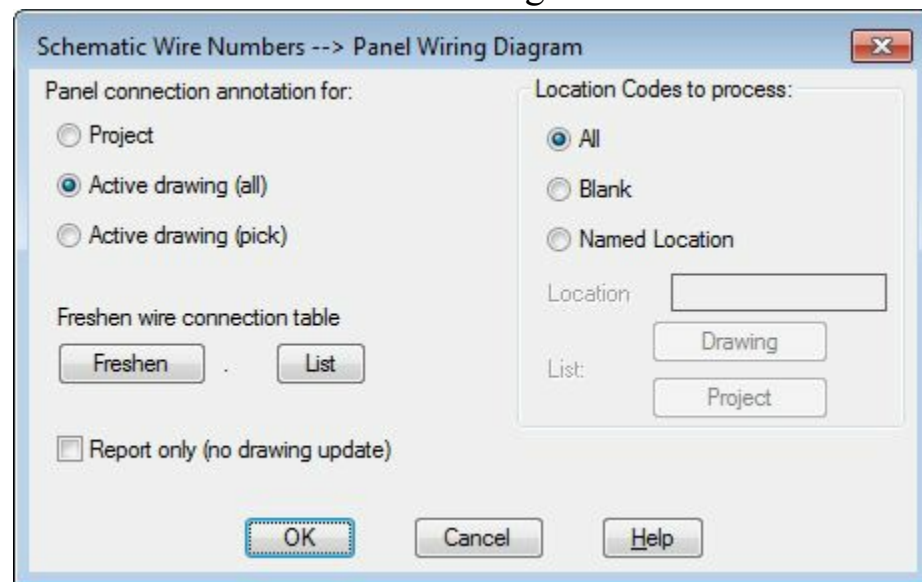 Schematic Wire Numbers --> Panel Wiring Diagram
Panel connection annotation for:
Project
Active drawing (all)
Active drawing (pick)
Freshen wire connection table
Freshen . List
Report only (no drawing update)
Location Codes to process:
All
Blank
Named Location
Location
List:
Drawing
Project
OK Cancel Help